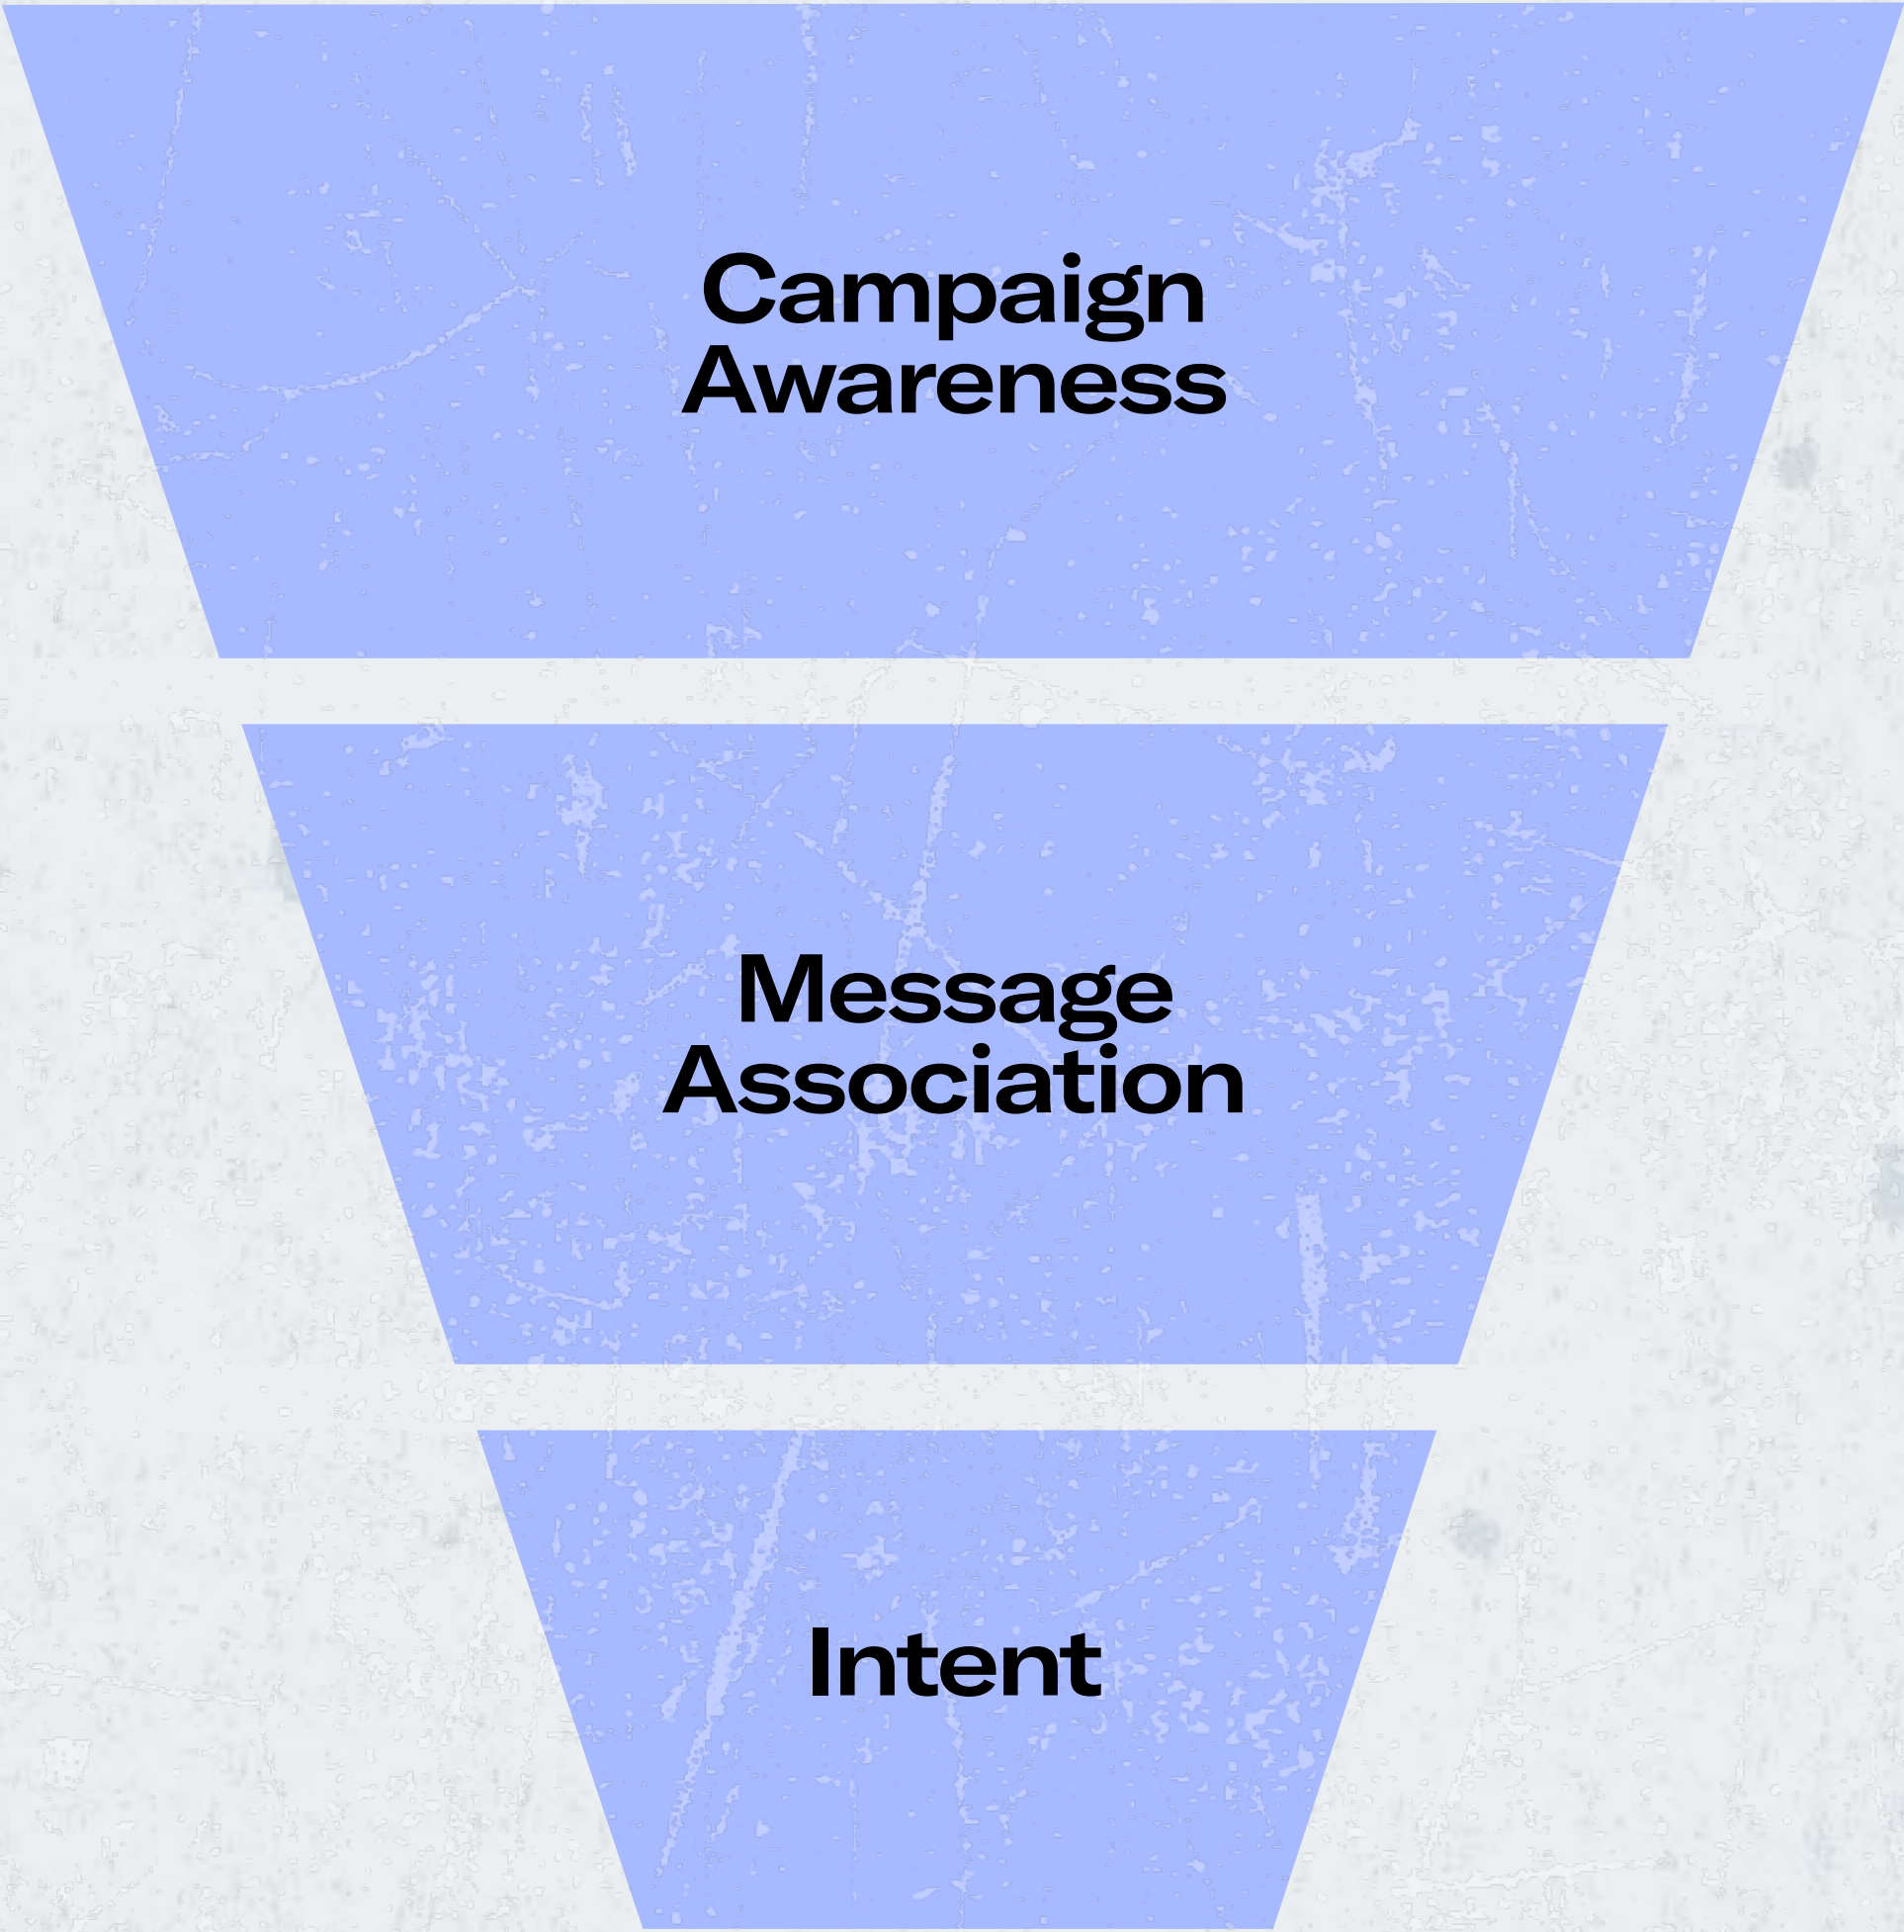 Campaign
Awareness
Message
Association
Intent